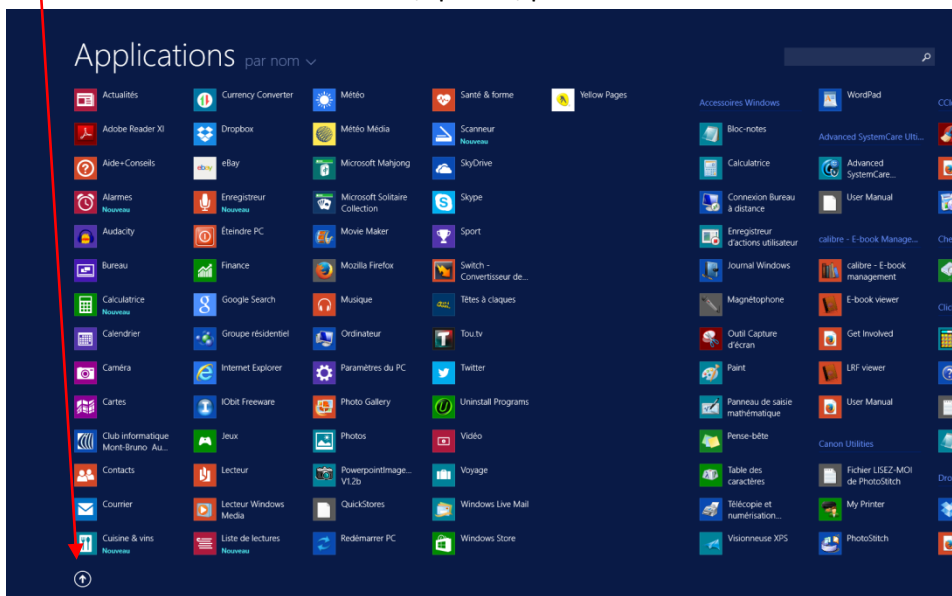 Applications par nom
Actualités
Adobe Reader XI
Aide+Conseils
Alarmes
Nouveau
Audacity
Bureau
Calculatrice
Nouveau
Calendrier
Caméra
Cartes
Club informatique
Mont-Bruno Au...
Contacts
Courrier
Cuisine & vins
Nouveau
Currency Converter
Dropbox
eBay
Enregistreur
Nouveau
Éteindre PC
Finance
Google Search
Groupe résidentiel
Internet Explorer
IObit Freeware
Jeux
Lecteur
Lecteur Windows
Media
Liste de lectures
Nouveau
Météo
Météo Média
Microsoft Mahjong
Microsoft Solitaire
Collection
Movie Maker
Mozilla Firefox
Musique
Ordinateur
Paramètres du PC
Photo Gallery
Photos
PowerpointImage...
V1.2b
QuickStores
Redémarrer PC
Santé & forme
Scanneur
Nouveau
SkyDrive
Skype
Sport
Switch -
Convertisseur de...
Têtes à claques
Tou.tv
Twitter
Uninstall Programs
Vidéo
Voyage
Windows Live Mail
Windows Store
Yellow Pages
Accessoires Windows
Bloc-notes
Calculatrice
Connexion Bureau
à distance
Enregistreur
d'actions utilisateur
Journal Windows
Magnétophone
Outil Capture
d'écran
Paint
Panneau de saisie
mathématique
Pense-bête
Table des
caractères
Télécopie et
numérisation...
Visionneuse XPS
WordPad
Advanced SystemCare Ulti...
Advanced
SystemCare...
User Manual
calibre - E-book Manage...
calibre - E-book
management
E-book viewer
Get Involved
LRF viewer
User Manual
Canon Utilities
Fichier LISEZ-MOI
de PhotoStitch
My Printer
PhotoStitch